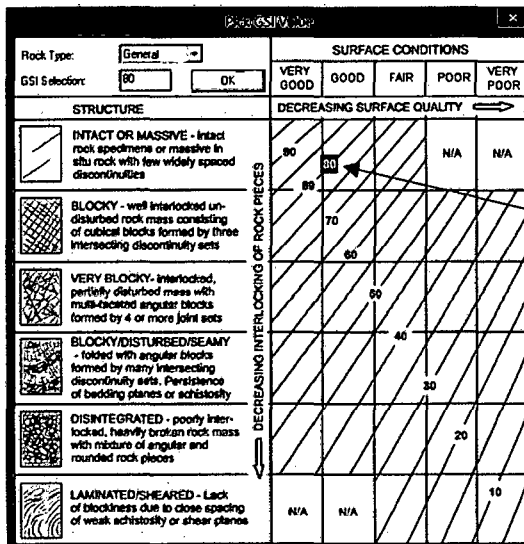 Pick GSI Value
Rock Type: General
GSI Selection: 80 OK
SURFACE CONDITIONS
VERY GOOD
GOOD
FAIR
POOR
VERY POOR
STRUCTURE
DECREASING SURFACE QUALITY
DECREASING INTERLOCKING OF ROCK PIECES
INTACT OR MASSIVE - intact
rock specimens or massive in
situ rock with few widely spaced
discontinuities
BLOCKY - well interlocked un-
disturbed rock mass consisting
of cubical blocks formed by three
intersecting discontinuity sets
VERY BLOCKY- interlocked,
partially disturbed mass with
multi-faceted angular blocks
formed by 4 or more joint sets
BLOCKY/DISTURBED/SEAMY
- folded with angular blocks
formed by many intersecting
discontinuity sets. Persistence
of bedding planes or schistosity
DISINTEGRATED - poorly inter-
locked, heavily broken rock mass
with mixture of angular and
rounded rock pieces
LAMINATED/SHEARED - Lack
of blockiness due to close spacing
of weak schistosity or shear planes
90
80
N/A
N/A
89
70
60
50
40
30
20
10
N/A
N/A